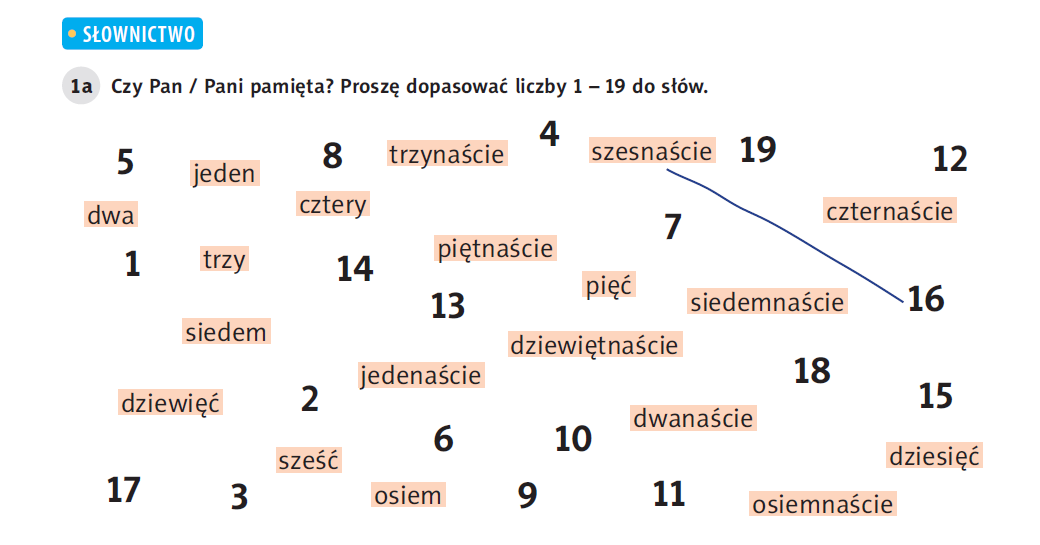 SŁOWNICTWO
1a Czy Pan / Pani pamięta? Proszę dopasować liczby 1 – 19 do słów.
5 jeden 8 trzynaście 4 szesnaście 19 12
dwa cztery 7 czternaście
1 trzy 14 piętnaście
13 pięć siedemnaście 16
siedem dziewiętnaście
jedenaście 18
dziewięć 2 dwanaście 15
6 10
sześć dziesięć
17 3 osiem 9 11 osiemnaście